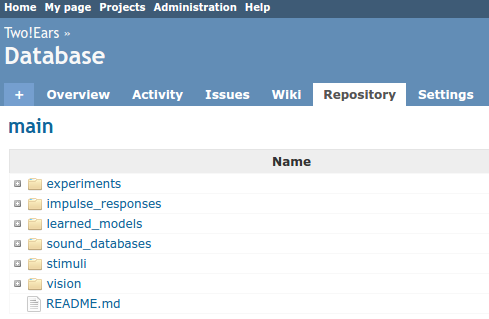 Home My page Projects Administration Help
Two!Ears »
Database
+ Overview Activity Issues Wiki Repository Settings
main
Name
experiments
impulse_responses
learned_models
sound_databases
stimuli
vision
README.md